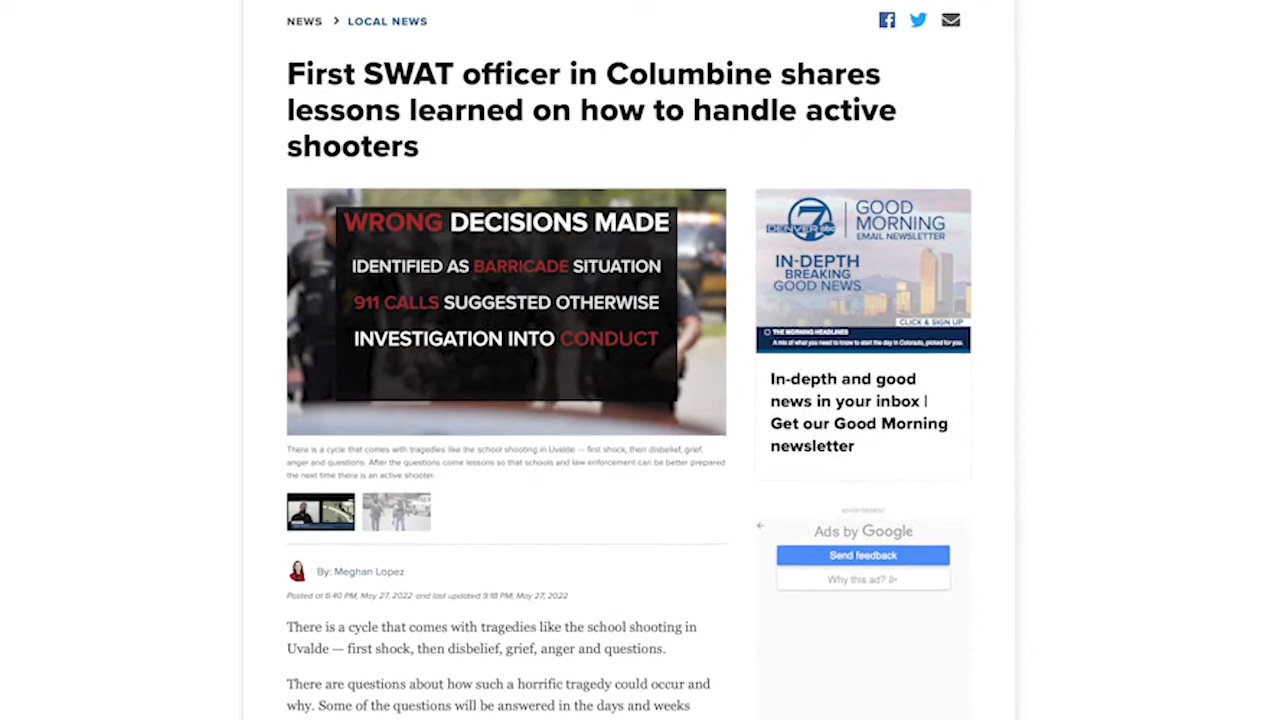 NEWS > LOCAL NEWS
First SWAT officer in Columbine shares
lessons learned on how to handle active
shooters
WRONG DECISIONS MADE
IDENTIFIED AS BARRICADE SITUATION
911 CALLS SUGGESTED OTHERWISE
INVESTIGATION INTO CONDUCT
There is a cycle that comes with tragedies like the school shooting in Uvalde — first shock, then disbelief, grief,
anger and questions. After the questions come lessons so that schools and law enforcement can be better prepared
the next time there is an active shooter.
By: Meghan Lopez
Posted at 6:40 PM, May 27, 2022 and last updated 9:18 PM, May 27, 2022
There is a cycle that comes with tragedies like the school shooting in
Uvalde — first shock, then disbelief, grief, anger and questions.
There are questions about how such a horrific tragedy could occur and
why. Some of the questions will be answered in the days and weeks
DENVER 7
GOOD
MORNING
EMAIL NEWSLETTER
IN-DEPTH
BREAKING
GOOD NEWS
CLICK & SIGN UP
THE MORNING HEADLINES
A mix of what you need to know to start the day in Colorado, picked for you.
In-depth and good
news in your inbox |
Get our Good Morning
newsletter
ADVERTISEMENT
Ads by Google
Send feedback
Why this ad?